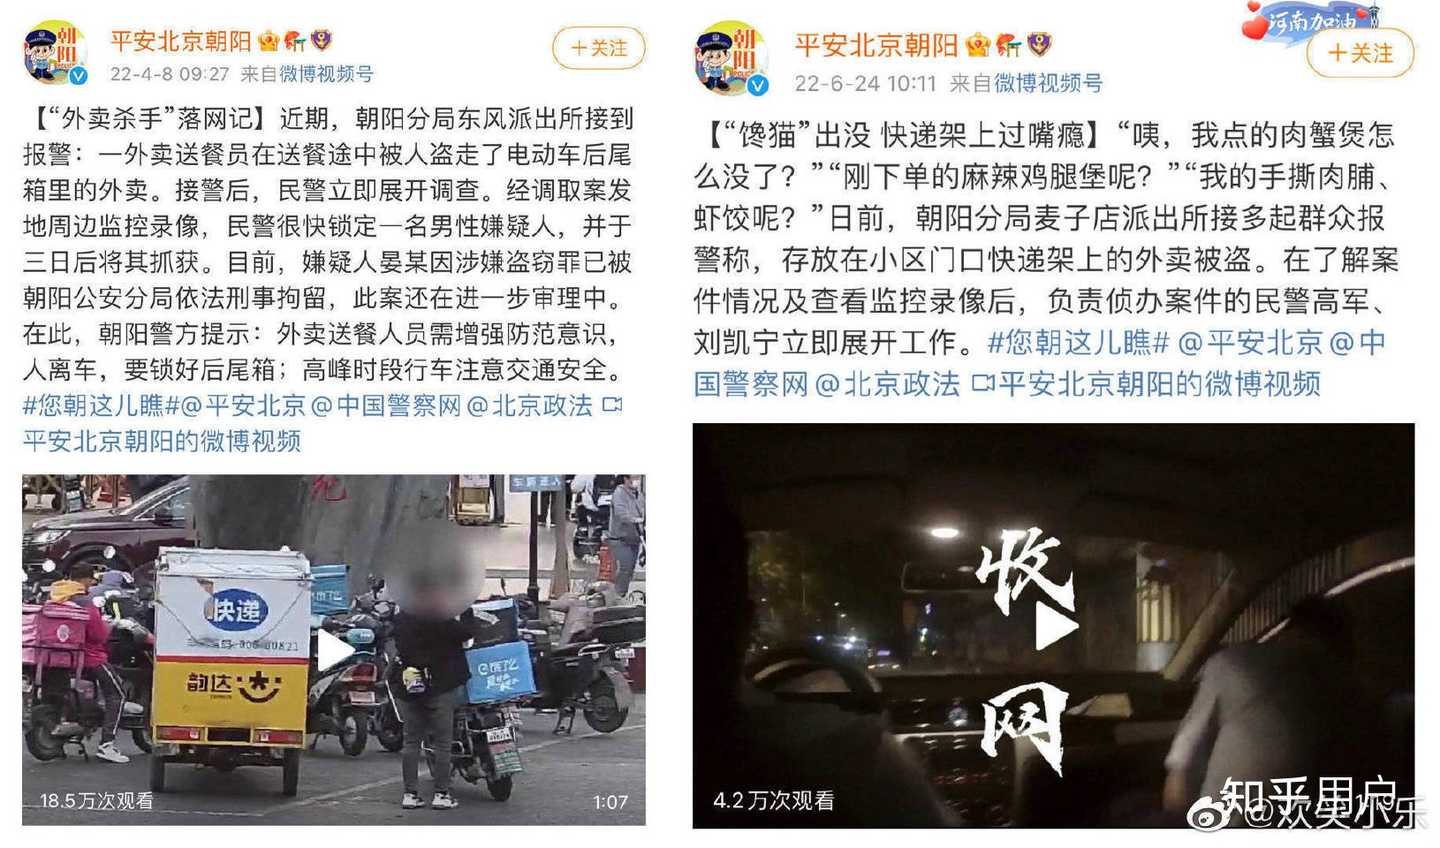 平安北京朝阳
22-4-8 09:27 来自微博视频号
+关注
【“外卖杀手”落网记】近期，朝阳分局东风派出所接到
报警：一外卖送餐员在送餐途中被人盗走了电动车后尾
箱里的外卖。接警后，民警立即展开调查。经调取案发
地周边监控录像，民警很快锁定一名男性嫌疑人，并于
三日后将其抓获。目前，嫌疑人晏某因涉嫌盗窃罪已被
朝阳公安分局依法刑事拘留，此案还在进一步审理中。
在此，朝阳警方提示：外卖送餐人员需增强防范意识，
人离车，要锁好后尾箱；高峰时段行车注意交通安全。
#您朝这儿瞧#@平安北京@中国警察网@北京政法
平安北京朝阳的微博视频
快递
韵达
18.5万次观看
1:07
平安北京朝阳
22-6-24 10:11 来自微博视频号
河南加油
+关注
【“馋猫”出没 快递架上过嘴瘾】“咦，我点的肉蟹煲怎
么没了？”“刚下单的麻辣鸡腿堡呢？”“我的手撕肉脯、
虾饺呢？”日前，朝阳分局麦子店派出所接多起群众报
警称，存放在小区门口快递架上的外卖被盗。在了解案
件情况及查看监控录像后，负责侦办案件的民警高军、
刘凯宁立即展开工作。#您朝这儿瞧# @平安北京@中
国警察网@北京政法 平安北京朝阳的微博视频
收
网
4.2万次观看
知乎用户
@欢笑小乐